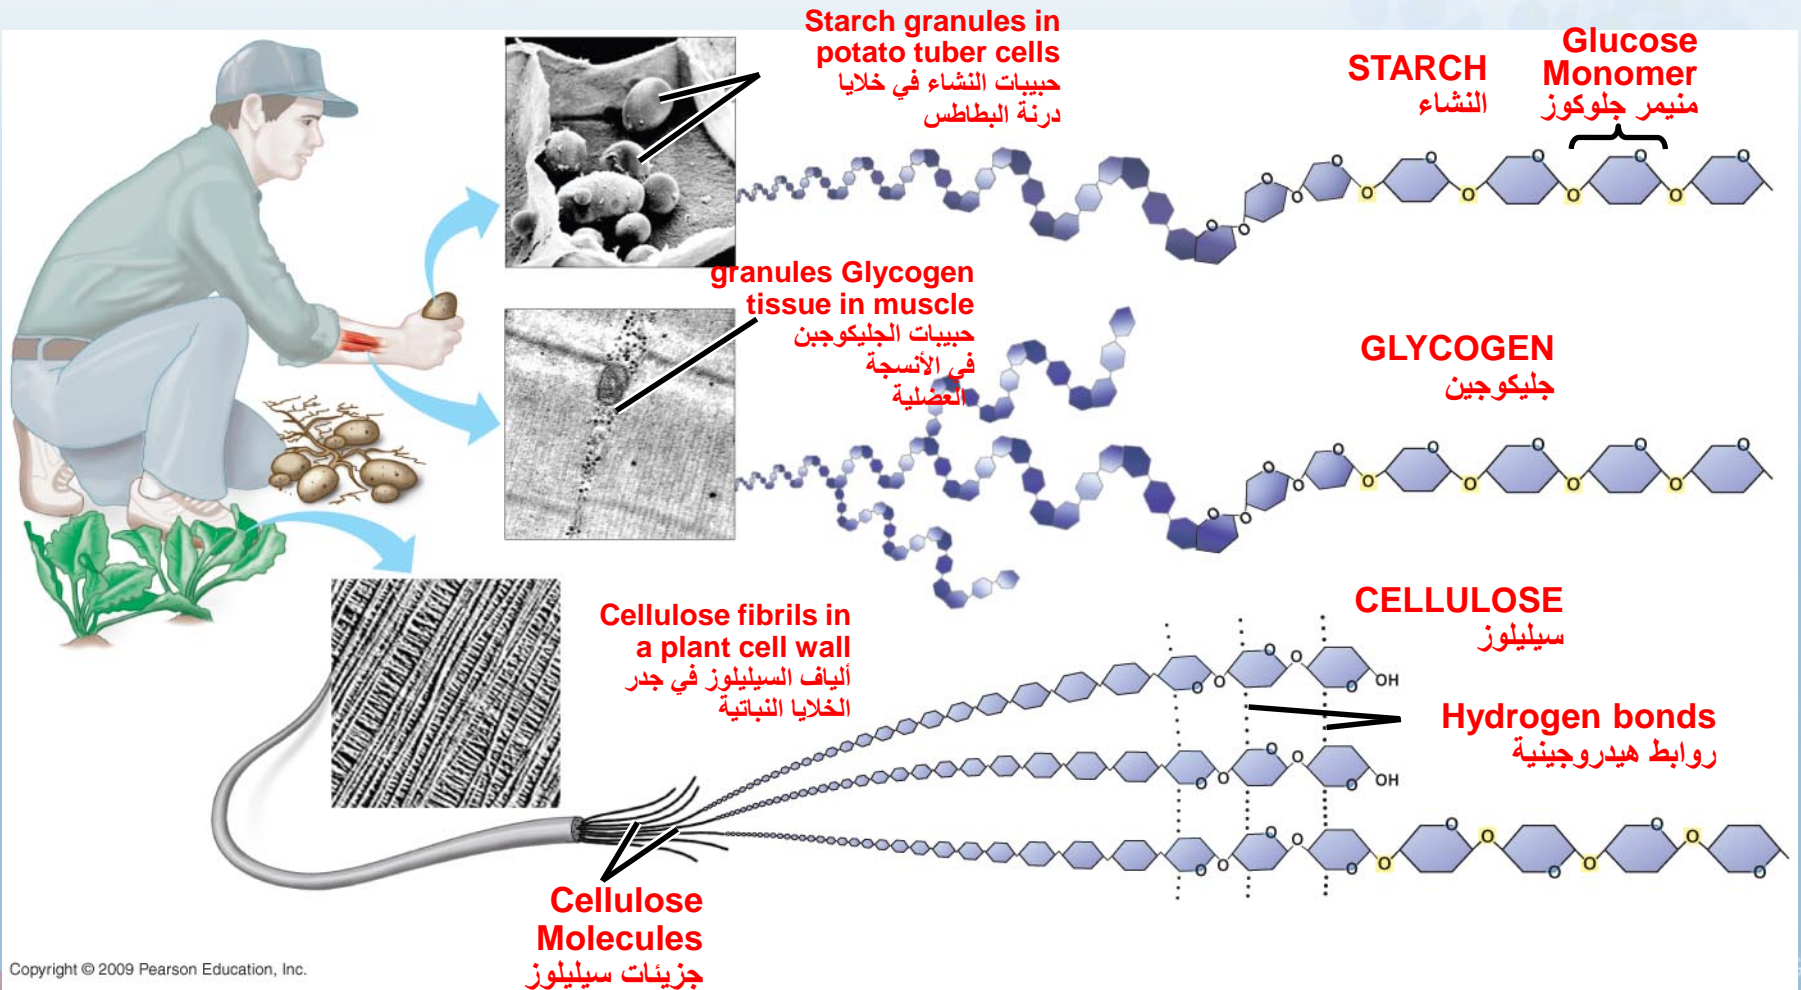 Starch granules in
potato tuber cells
حبيبات النشاء في خلايا
درنة البطاطس
STARCH
النشاء
Glucose
Monomer
منيمر جلوكوز
O
O
O
O
O
O
O
O
O
O
O
O
granules Glycogen
tissue in muscle
حبيبات الجليكوجين
في الأنسجة
العضلية
GLYCOGEN
جليكوجين
O
O
O
O
O
O
O
O
O
O
O
O
Cellulose fibrils in
a plant cell wall
ألياف السيليلوز في جدر
الخلايا النباتية
CELLULOSE
سيليلوز
O
O
O
O
O
OH
Hydrogen bonds
روابط هيدروجينية
O
O
O
O
O
OH
O
O
O
O
O
O
O
O
O
O
O
O
O
Cellulose
Molecules
جزيئات سيليلوز
Copyright © 2009 Pearson Education, Inc.